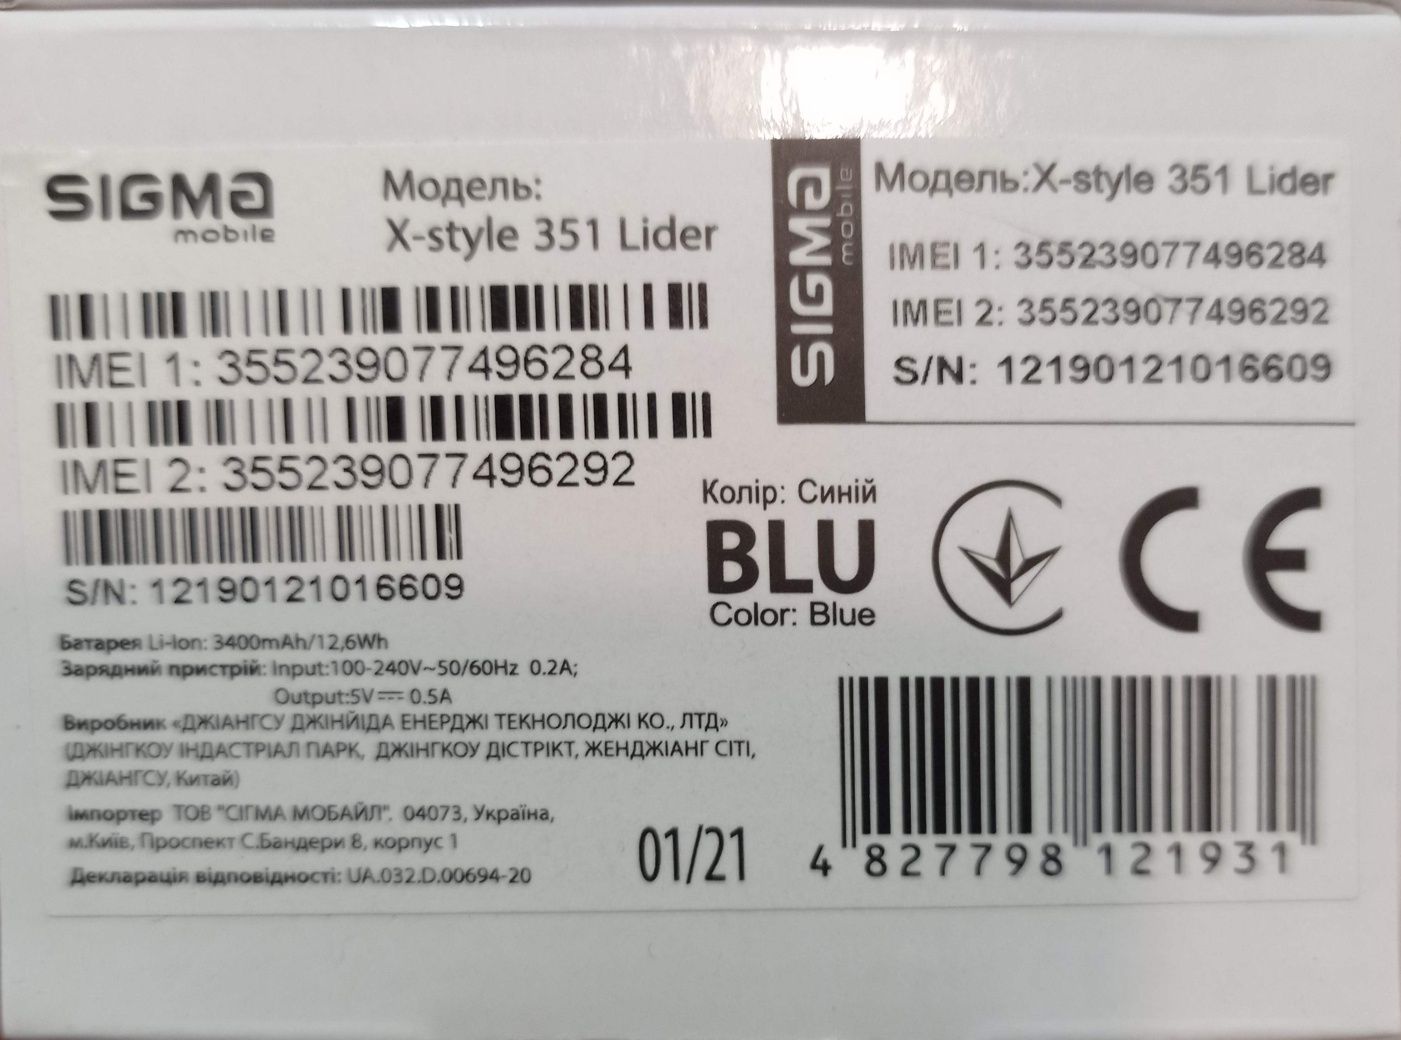 SIGMA
mobile
Модель:
X-style 351 Lider
IMEI 1: 355239077496284
IMEI 2: 355239077496292
S/N: 12190121016609
Батарея Li-Ion: 3400mAh/12,6Wh
Зарядний пристрій: Input:100-240V~50/60Hz 0.2A;
Output:5V⎓0.5A
Виробник «ДЖІАНГСУ ДЖІНЙІДА ЕНЕРДЖІ ТЕКНОЛОДЖІ КО., ЛТД»
(ДЖІНГКОУ ІНДАСТРІАЛ ПАРК, ДЖІНГКОУ ДІСТРІКТ, ЖЕНДЖІАНГ СІТІ,
ДЖІАНГСУ, Китай)
Імпортер ТОВ "СІГМА МОБАЙЛ". 04073, Україна,
м.Київ, Проспект С.Бандери 8, корпус 1
Декларація відповідності: UA.032.D.00694-20
01/21
SIGMA
mobile
Модель:X-style 351 Lider
IMEI 1: 355239077496284
IMEI 2: 355239077496292
S/N: 12190121016609
Колір: Синій
BLU
Color: Blue
CE
4 827798 121931